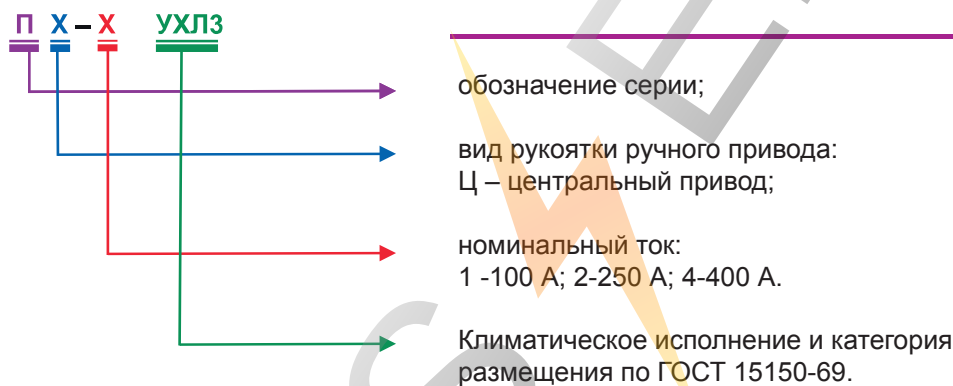 П Х – Х УХЛ3
обозначение серии;
вид рукоятки ручного привода:
Ц – центральный привод;
номинальный ток:
1 -100 А; 2-250 А; 4-400 А.
Климатическое исполнение и категория
размещения по ГОСТ 15150-69.